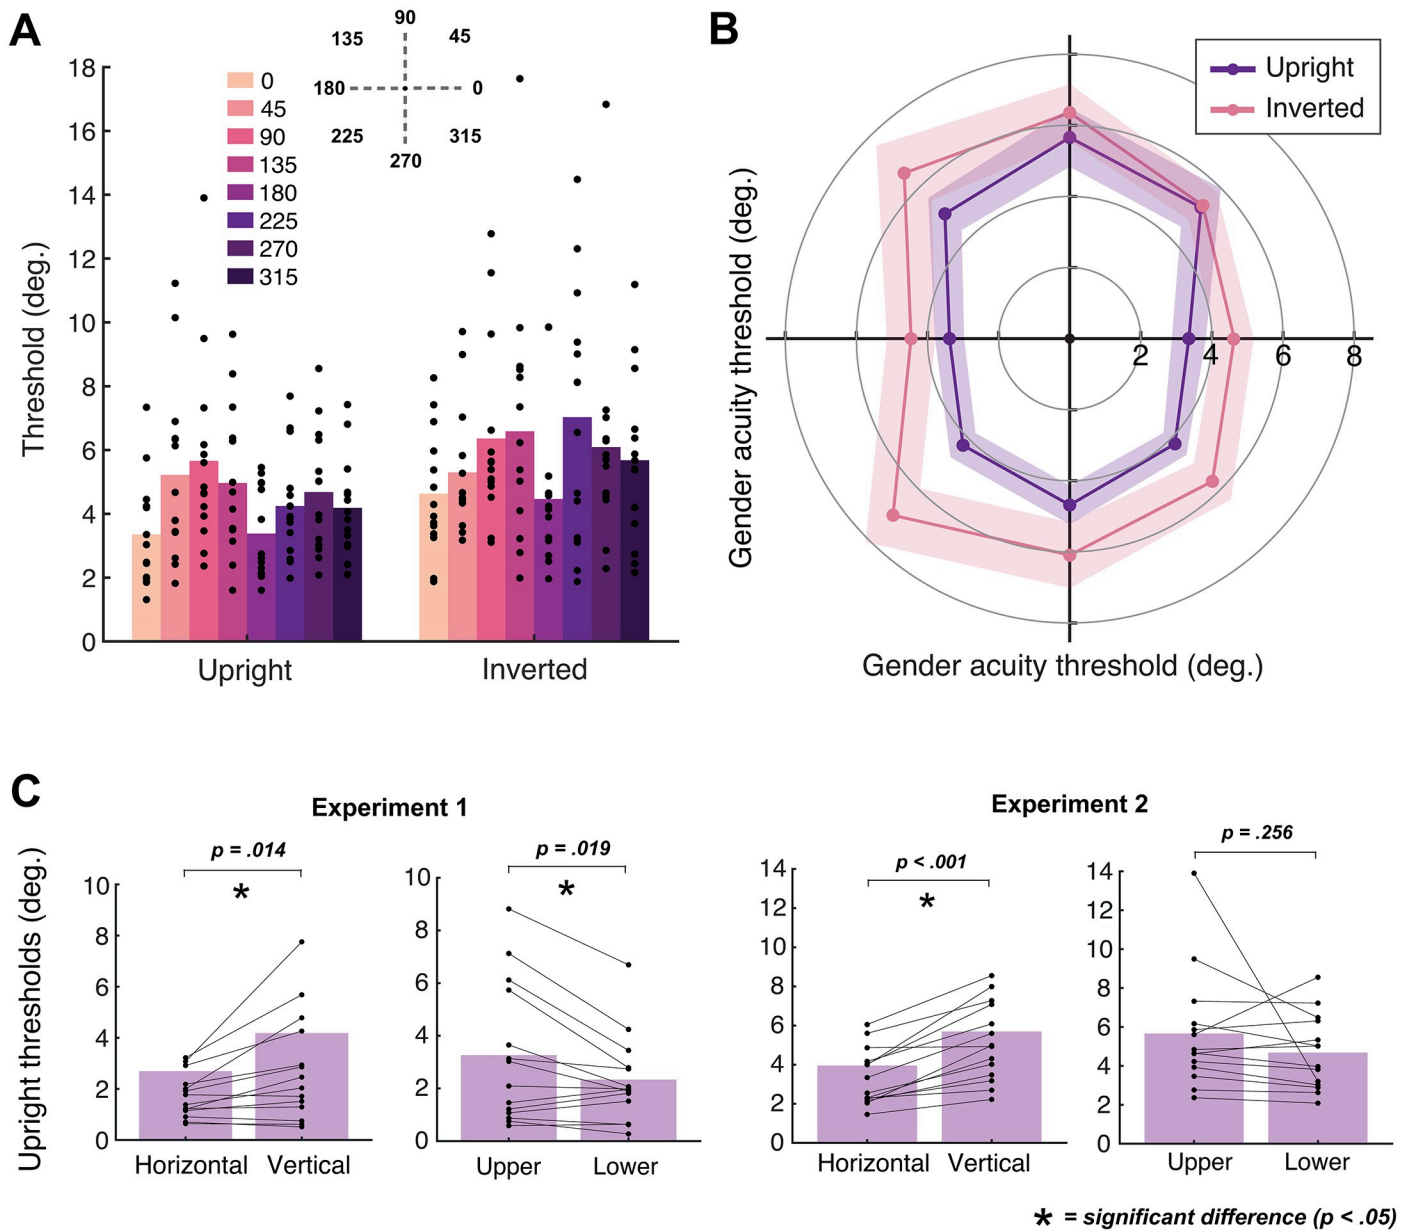 A
18
16
14
12
10
8
6
4
2
0
Threshold (deg.)
0
45
90
135
180
225
270
315
90
135 45
180 0
225 315
270
Upright Inverted
B
Upright
Inverted
Gender acuity threshold (deg.)
2 4 6 8
Gender acuity threshold (deg.)
C
Upright thresholds (deg.)
Experiment 1
p = .014
*
10
8
6
4
2
0
Horizontal Vertical
p = .019
*
10
8
6
4
2
0
Upper Lower
Experiment 2
p < .001
*
14
12
10
8
6
4
2
0
Horizontal Vertical
p = .256
14
12
10
8
6
4
2
0
Upper Lower
* = significant difference (p < .05)